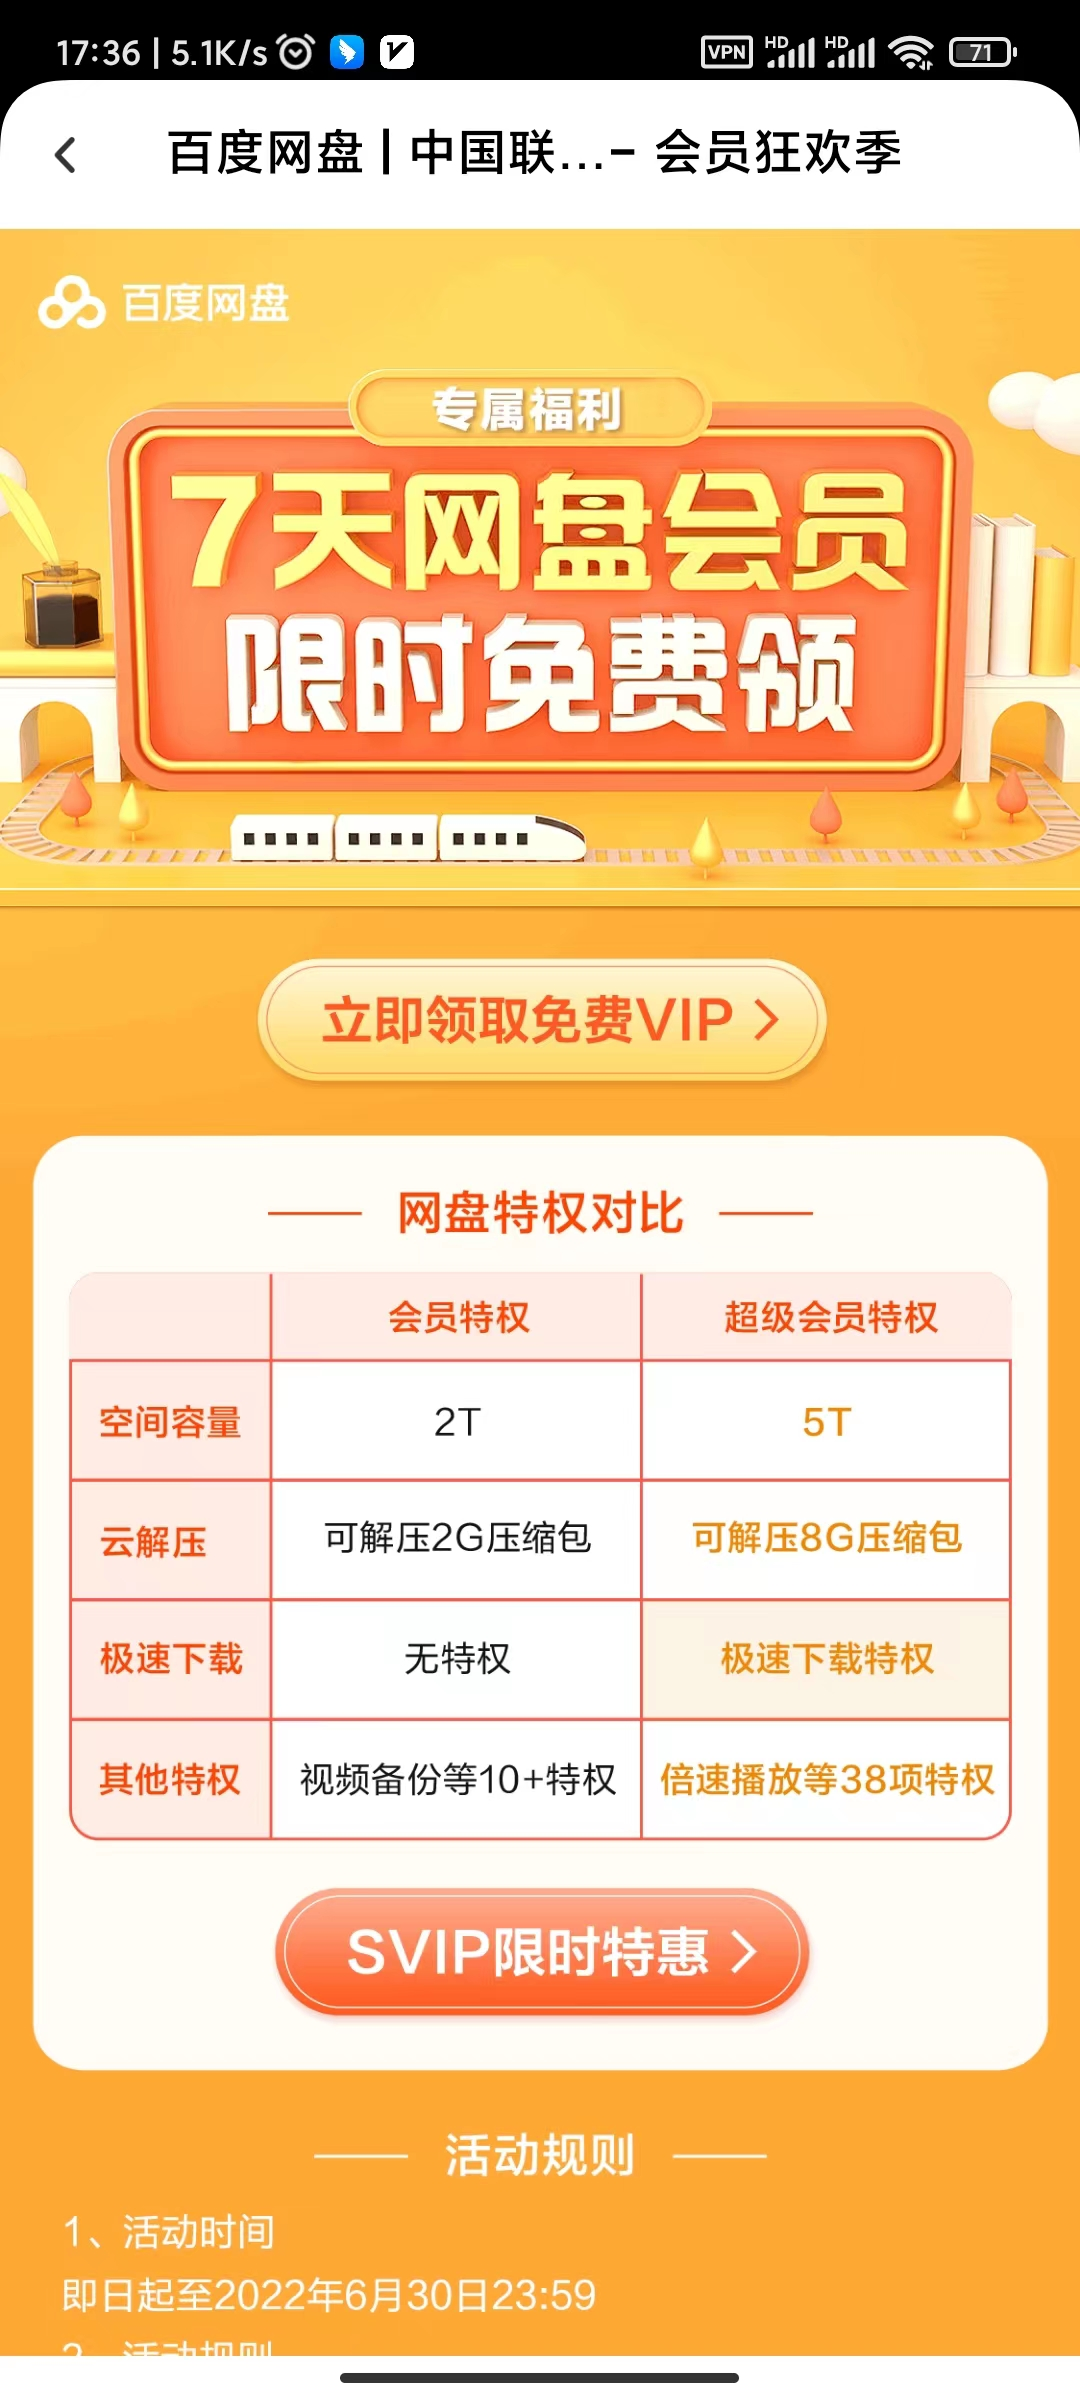 17:36 | 5.1K/s
VPN HD HD 71
百度网盘 | 中国联...- 会员狂欢季
百度网盘
专属福利
7天网盘会员
限时免费领
立即领取免费VIP >
网盘特权对比
会员特权 超级会员特权
空间容量 2T 5T
云解压 可解压2G压缩包 可解压8G压缩包
极速下载 无特权 极速下载特权
其他特权 视频备份等10+特权 倍速播放等38项特权
SVIP限时特惠 >
活动规则
1、活动时间
即日起至2022年6月30日23:59
2、活动规则